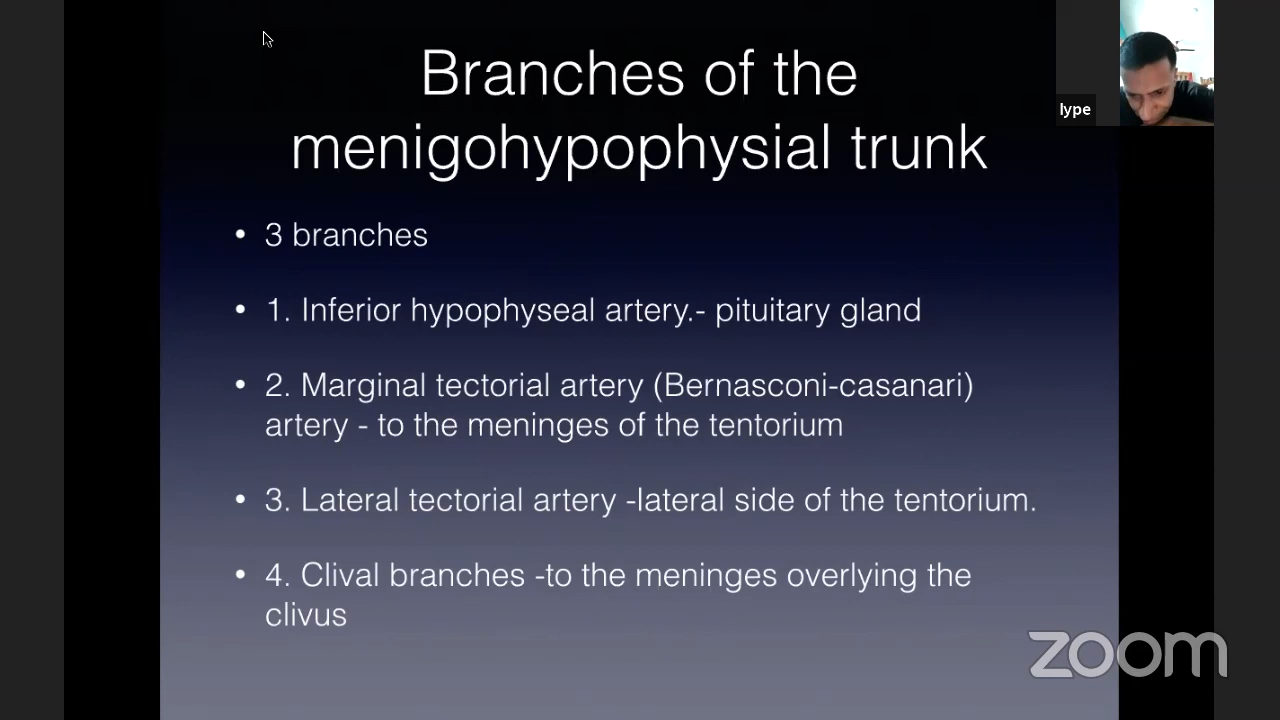 Branches of the
menigohypophysial trunk
lype
• 3 branches
• 1. Inferior hypophyseal artery.- pituitary gland
• 2. Marginal tectorial artery (Bernasconi-casanari)
artery - to the meninges of the tentorium
• 3. Lateral tectorial artery -lateral side of the tentorium.
• 4. Clival branches -to the meninges overlying the
clivus
zoom